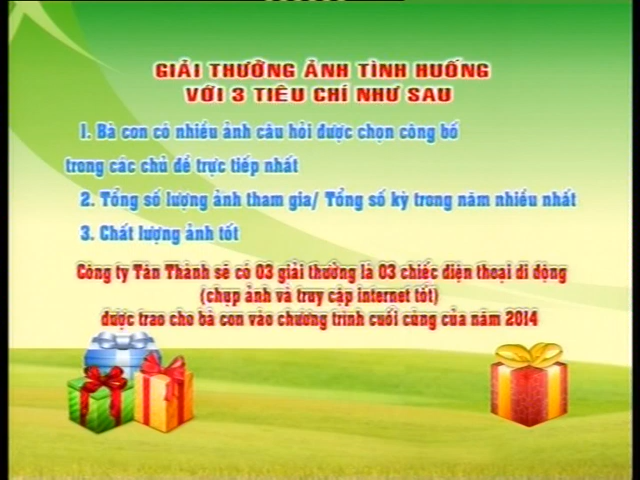 GIẢI THƯỞNG ẢNH TÌNH HUỐNG
VỚI 3 TIÊU CHÍ NHƯ SAU
1. Bà con có nhiều ảnh câu hỏi được chọn công bố
trong các chủ đề trực tiếp nhất
2. Tổng số lượng ảnh tham gia/ Tổng số kỳ trong năm nhiều nhất
3. Chất lượng ảnh tốt
Công ty Tân Thành sẽ có 03 giải thưởng là 03 chiếc điện thoại di động
(chụp ảnh và truy cập internet tốt)
được trao cho bà con vào chương trình cuối cùng của năm 2014